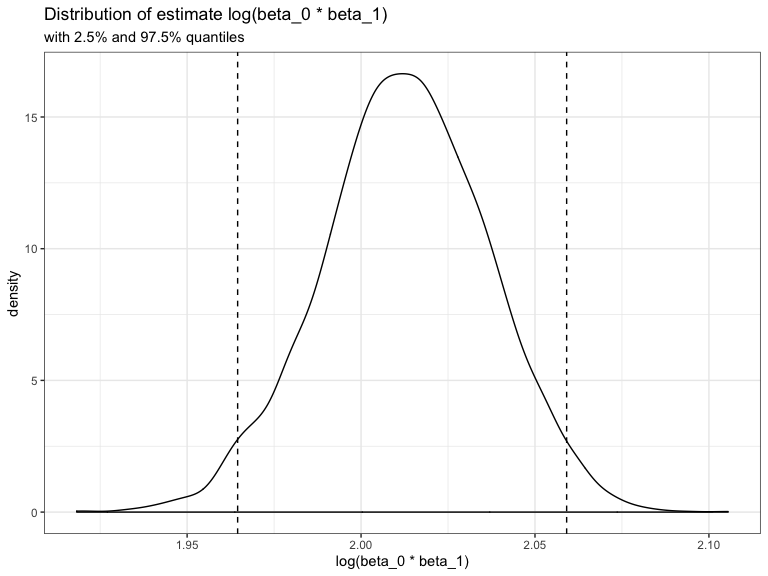 Distribution of estimate log(beta_0 * beta_1)
with 2.5% and 97.5% quantiles
15
10
5
0
density
1.95 2.00 2.05 2.10
log(beta_0 * beta_1)